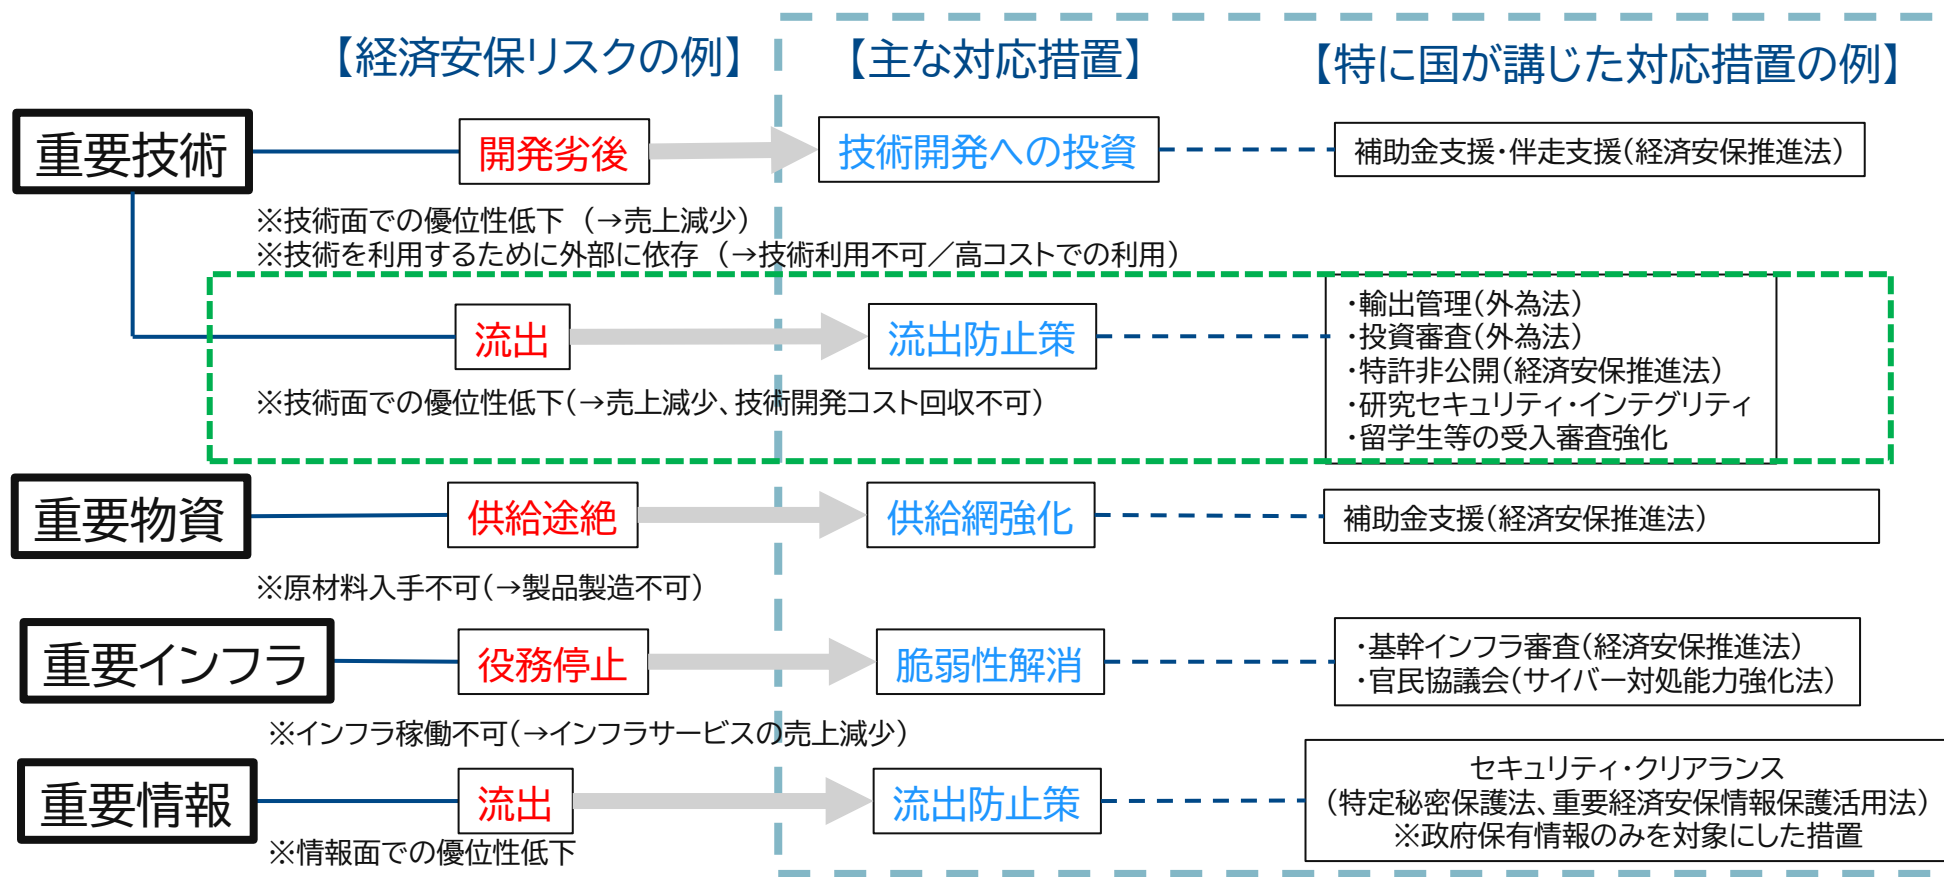 【経済安保リスクの例】
【主な対応措置】
【特に国が講じた対応措置の例】
重要技術
開発劣後
技術開発への投資
補助金支援・伴走支援(経済安保推進法)
※技術面での優位性低下 (→売上減少)
※技術を利用するために外部に依存 (→技術利用不可/高コストでの利用)
流出
流出防止策
・輸出管理(外為法)
・投資審査(外為法)
・特許非公開(経済安保推進法)
・研究セキュリティ・インテグリティ
・留学生等の受入審査強化
※技術面での優位性低下(→売上減少、技術開発コスト回収不可)
重要物資
供給途絶
供給網強化
補助金支援(経済安保推進法)
※原材料入手不可(→製品製造不可)
重要インフラ
役務停止
脆弱性解消
・基幹インフラ審査(経済安保推進法)
・官民協議会(サイバー対処能力強化法)
※インフラ稼働不可(→インフラサービスの売上減少)
重要情報
流出
流出防止策
セキュリティ・クリアランス
(特定秘密保護法、重要経済安保情報保護活用法)
※政府保有情報のみを対象にした措置
※情報面での優位性低下